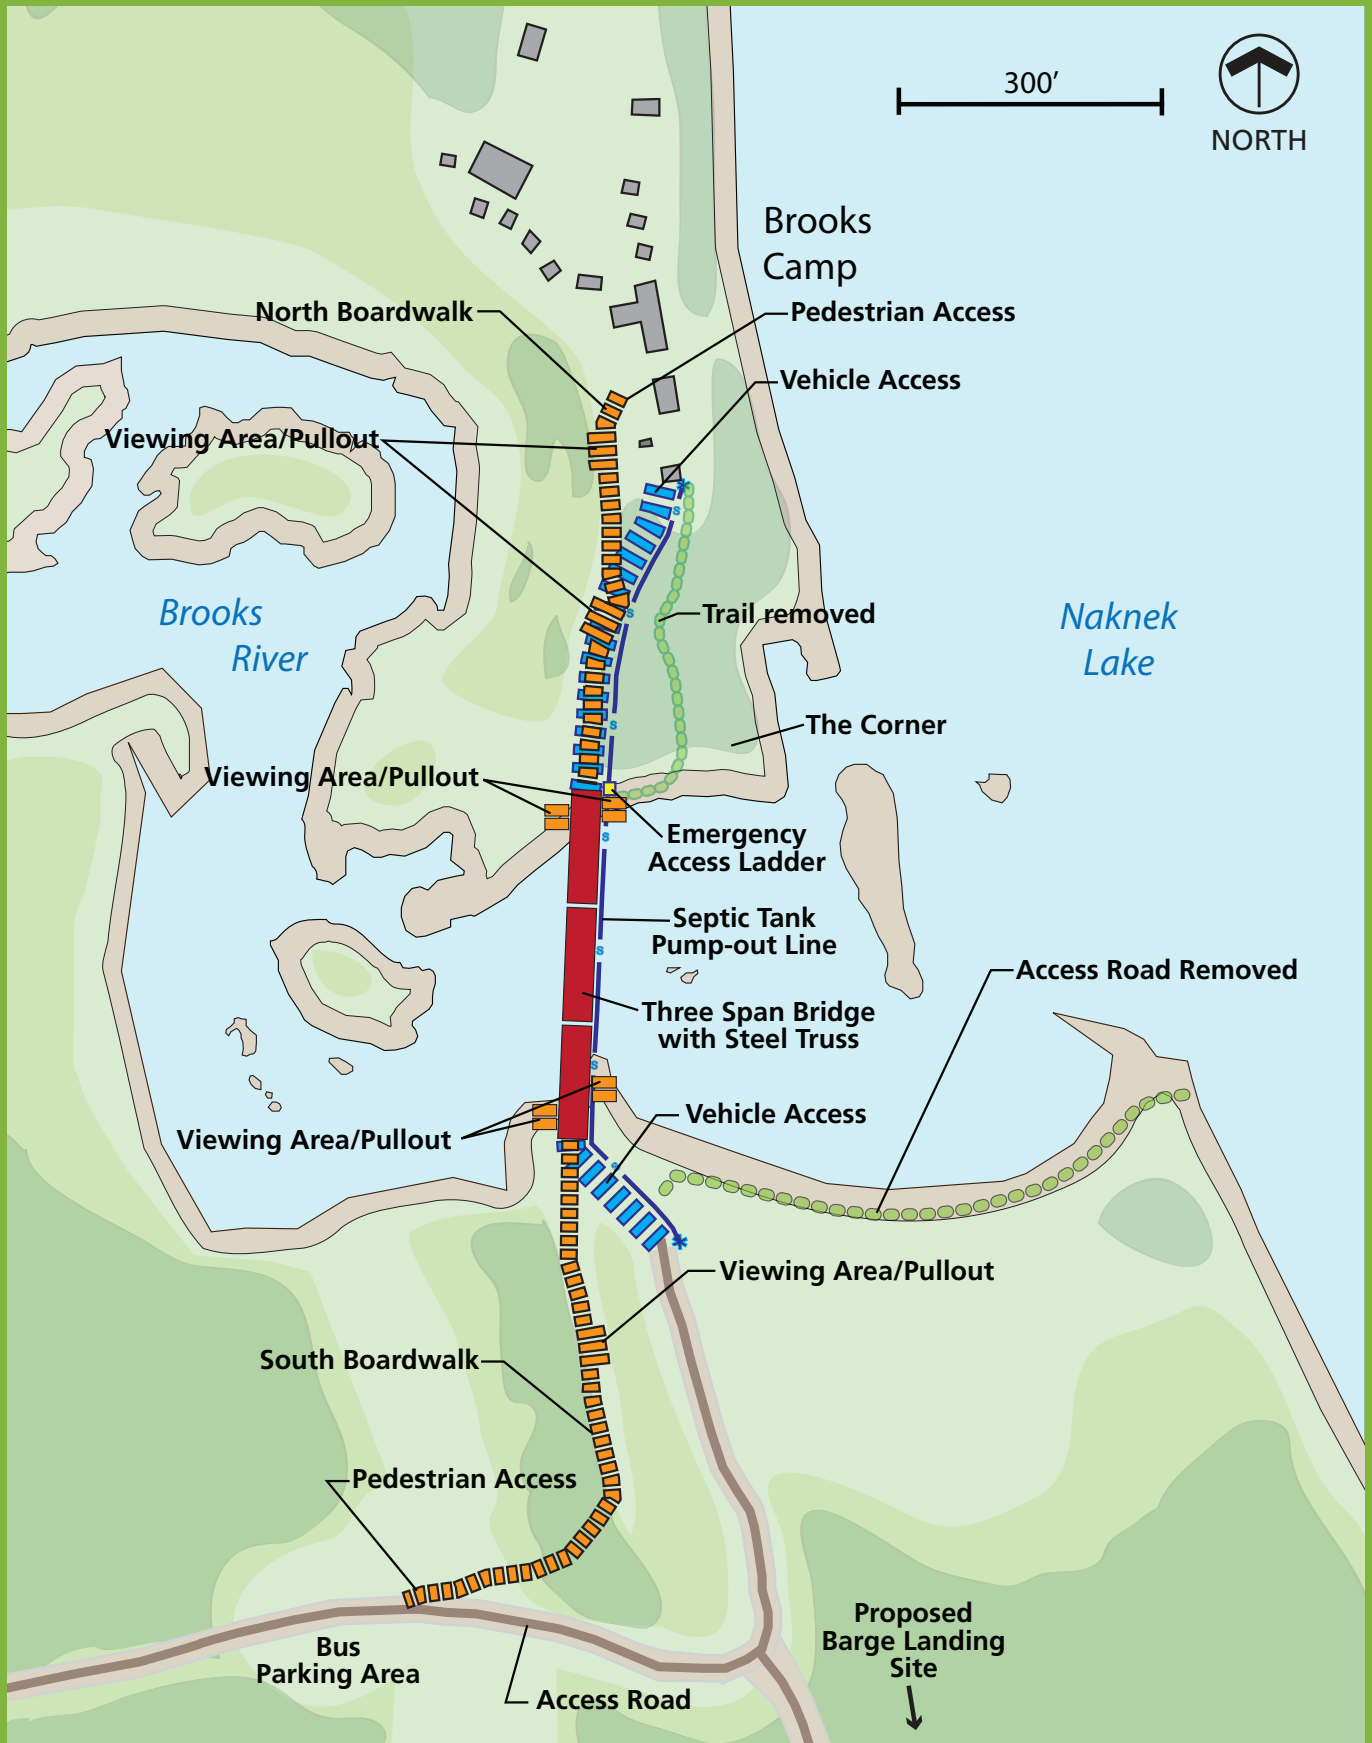 300’
NORTH
Brooks
Camp
North Boardwalk
Pedestrian Access
Vehicle Access
Viewing Area/Pullout
s
Brooks
River
s
Trail removed
Naknek
Lake
s
The Corner
Viewing Area/Pullout
s
Emergency
Access Ladder
Septic Tank
Pump-out Line
s
Access Road Removed
Three Span Bridge
with Steel Truss
s
Vehicle Access
Viewing Area/Pullout
s
Viewing Area/Pullout
South Boardwalk
Pedestrian Access
Proposed
Barge Landing
Site
Bus
Parking Area
Access Road